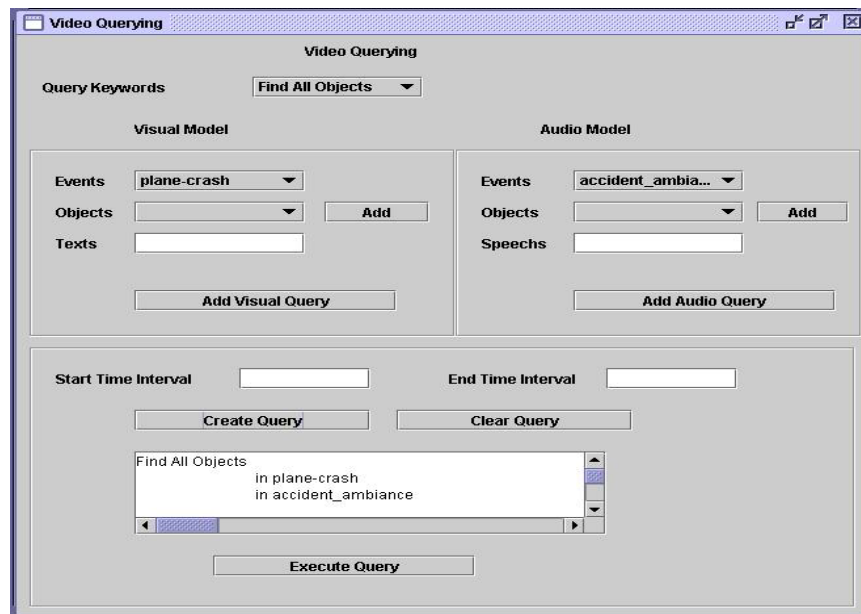 Video Querying
Video Querying
Query Keywords Find All Objects
Visual Model Audio Model
Events plane-crash Events accident_ambia...
Objects Add Objects Add
Texts Speechs
Add Visual Query Add Audio Query
Start Time Interval End Time Interval
Create Query Clear Query
Find All Objects
in plane-crash
in accident_ambiance
Execute Query